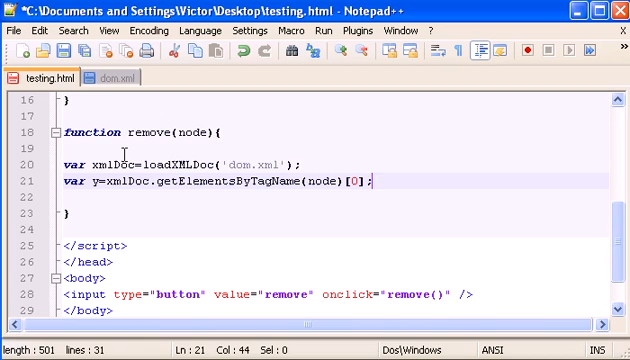 *C:\Documents and Settings\Victor\Desktop\testing.html - Notepad++
File Edit Search View Encoding Language Settings Macro Run Plugins Window ? X
testing.html dom.xml
16 }
17
18 function remove(node){
19
20 var xmlDoc=loadXMLDoc('dom.xml');
21 var y=xmlDoc.getElementsByTagName(node)[0];
22
23 }
24
25 </script>
26 </head>
27 <body>
28 <input type="button" value="remove" onclick="remove()" />
29 </body>
length : 501 lines : 31 Ln : 21 Col : 44 Sel : 0 Dos\Windows ANSI INS